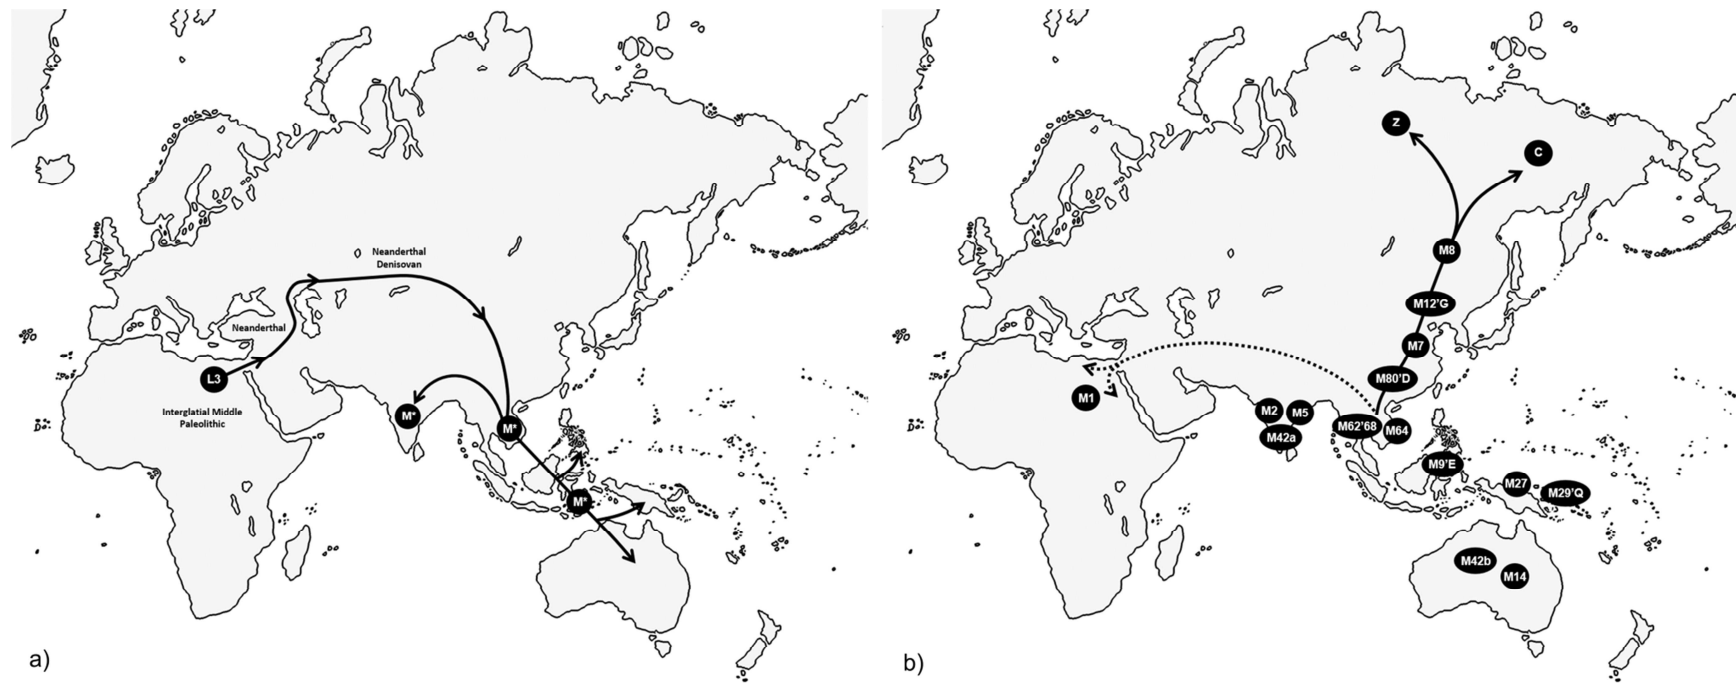 Neanderthal
Denisovan
Neanderthal
L3
Interglatial Middle
Paleolithic
M*
M*
M*
a)
Z
C
M8
M12'G
M7
M80'D
M1
M2
M5
M42a
M62'68
M64
M9'E
M27
M29'Q
M42b
M14
b)